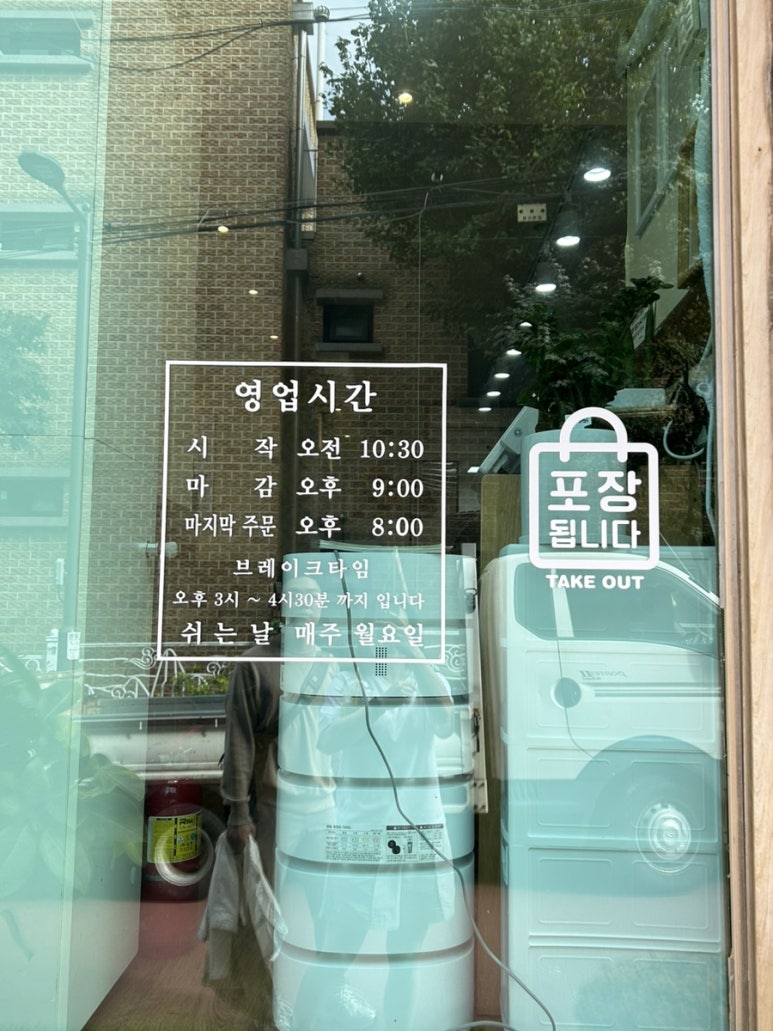 영업시간
시 작 오전 10:30
마 감 오후 9:00
마지막 주문 오후 8:00
브레이크타임
오후 3시 ~ 4시30분 까지 입니다
쉬는날 매주 월요일
포장
됩니다
TAKE OUT